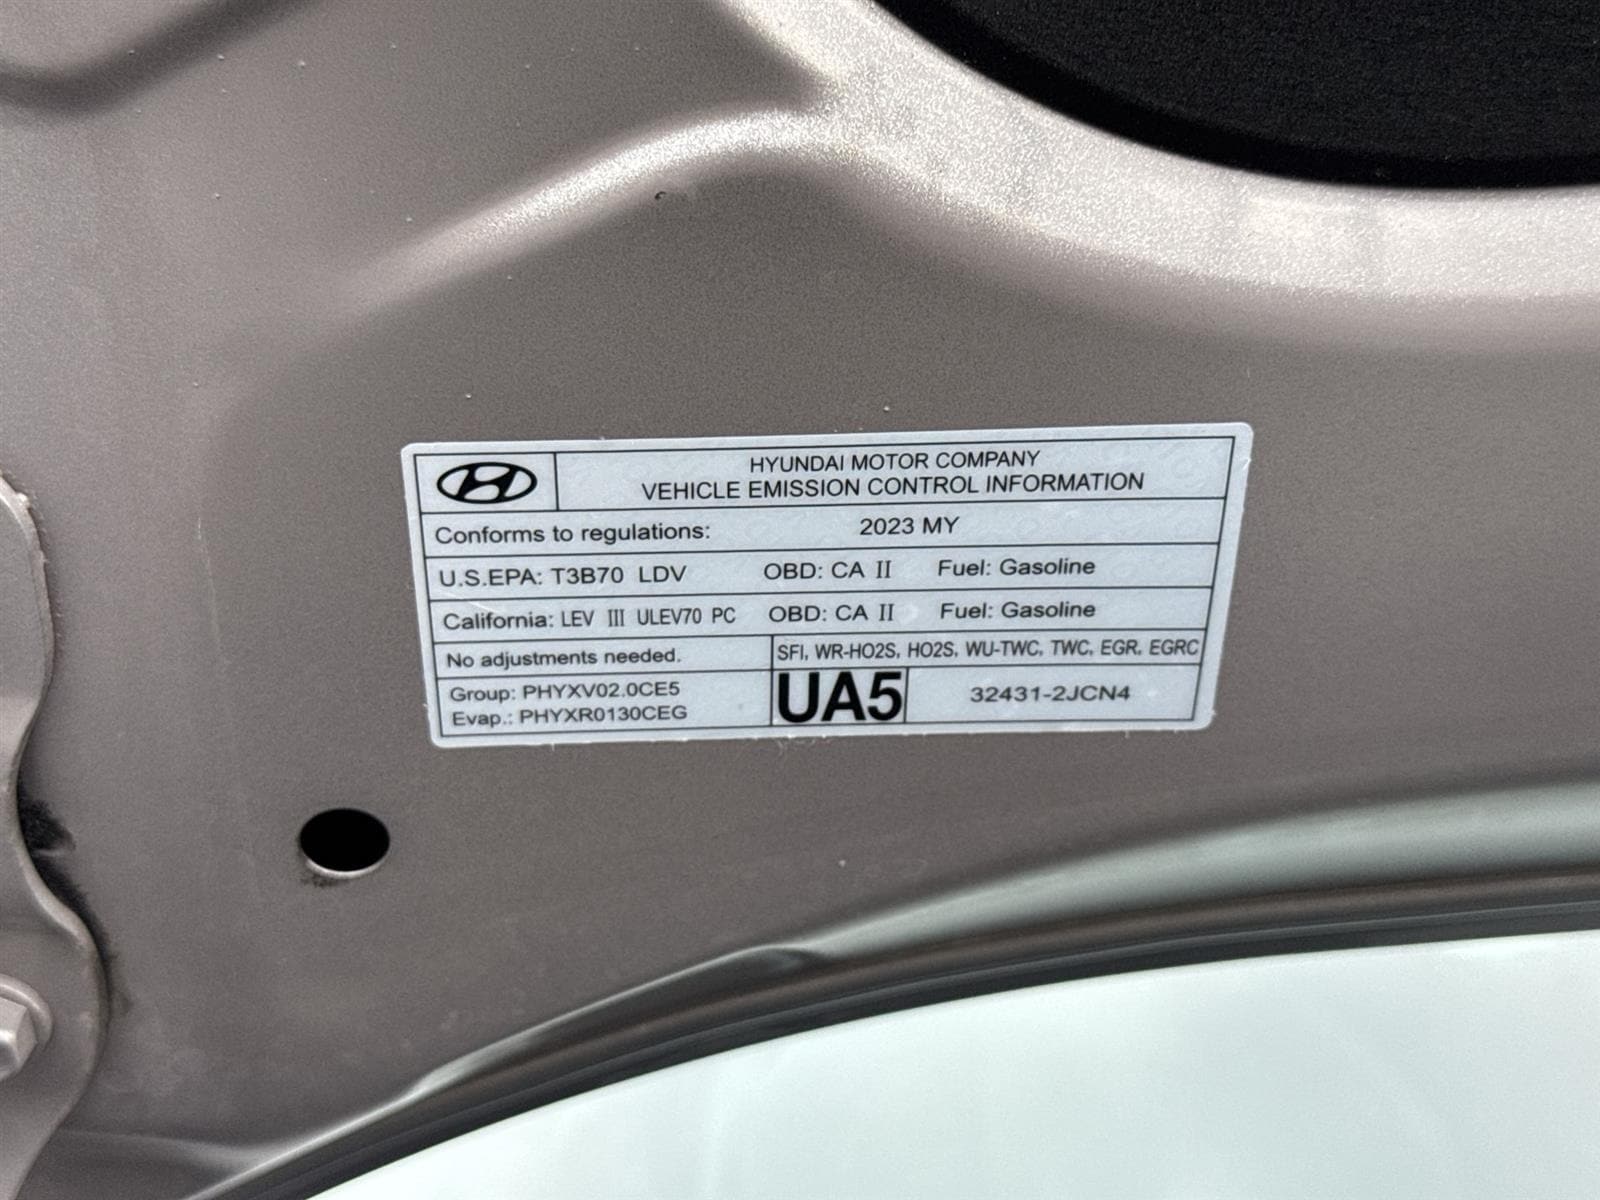 HYUNDAI MOTOR COMPANY
VEHICLE EMISSION CONTROL INFORMATION
Conforms to regulations: 2023 MY
U.S.EPA: T3B70 LDV OBD: CA II Fuel: Gasoline
California: LEV III ULEV70 PC OBD: CA II Fuel: Gasoline
No adjustments needed. SFI, WR-HO2S, HO2S, WU-TWC, TWC, EGR, EGRC
Group: PHYXV02.0CE5
Evap.: PHYXR0130CEG
UA5
32431-2JCN4